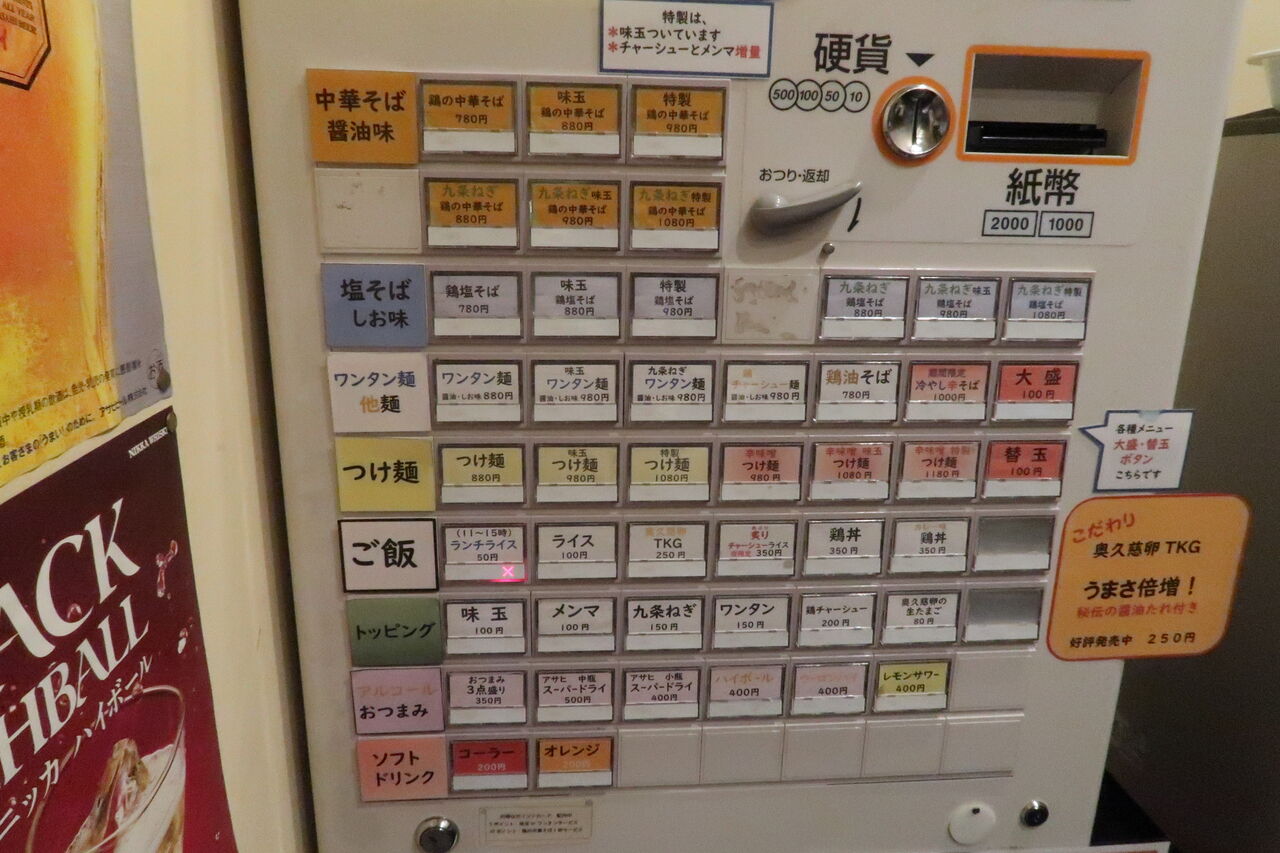 特製は、
*味玉ついています
*チャーシューとメンマ増量
硬貨
500 100 50 10
おつり・返却
紙幣
2000 1000
中華そば
醤油味
鶏の中華そば
780円
味玉
鶏の中華そば
880円
特製
鶏の中華そば
980円
九条ねぎ
鶏の中華そば
880円
九条ねぎ味玉
鶏の中華そば
980円
九条ねぎ特製
鶏の中華そば
1080円
塩そば
しお味
鶏塩そば
780円
味玉
鶏塩そば
880円
特製
鶏塩そば
980円
九条ねぎ
鶏塩そば
880円
九条ねぎ味玉
鶏塩そば
980円
九条ねぎ特製
鶏塩そば
1080円
ワンタン麺
他麺
ワンタン麺
醤油・しお味 880円
味玉
ワンタン麺
醤油・しお味 980円
九条ねぎ
ワンタン麺
醤油・しお味 980円
鶏
チャーシュー麺
醤油・しお味 980円
鶏油そば
780円
期間限定
冷やし辛そば
1000円
大盛
100円
つけ麺
つけ麺
880円
味玉
つけ麺
980円
特製
つけ麺
1080円
辛味噌
つけ麺
980円
辛味噌 味玉
つけ麺
1080円
辛味噌 特製
つけ麺
1180円
替玉
100円
各種メニュー
大盛・替玉
ボタン
こちらです
ご飯
(11〜15時)
ランチライス
50円
ライス
100円
奥久慈卵
TKG
250円
炙り
チャーシューライス
350円
鶏丼
350円
カレー味
鶏丼
350円
こだわり
奥久慈卵 TKG
うまさ倍増!
秘伝の醤油たれ付き
好評発売中 250円
トッピング
味玉
100円
メンマ
100円
九条ねぎ
150円
ワンタン
150円
鶏チャーシュー
200円
奥久慈卵の
生たまご
80円
アルコール
おつまみ
おつまみ
3点盛り
350円
アサヒ 中瓶
スーパードライ
500円
アサヒ 小瓶
スーパードライ
400円
ハイボール
400円
ウーロンハイ
400円
レモンサワー
400円
ソフト
ドリンク
コーラー
200円
オレンジ
200円
NIKKA WHISKY
ACK
HBALL
ニッカ・ハイボール